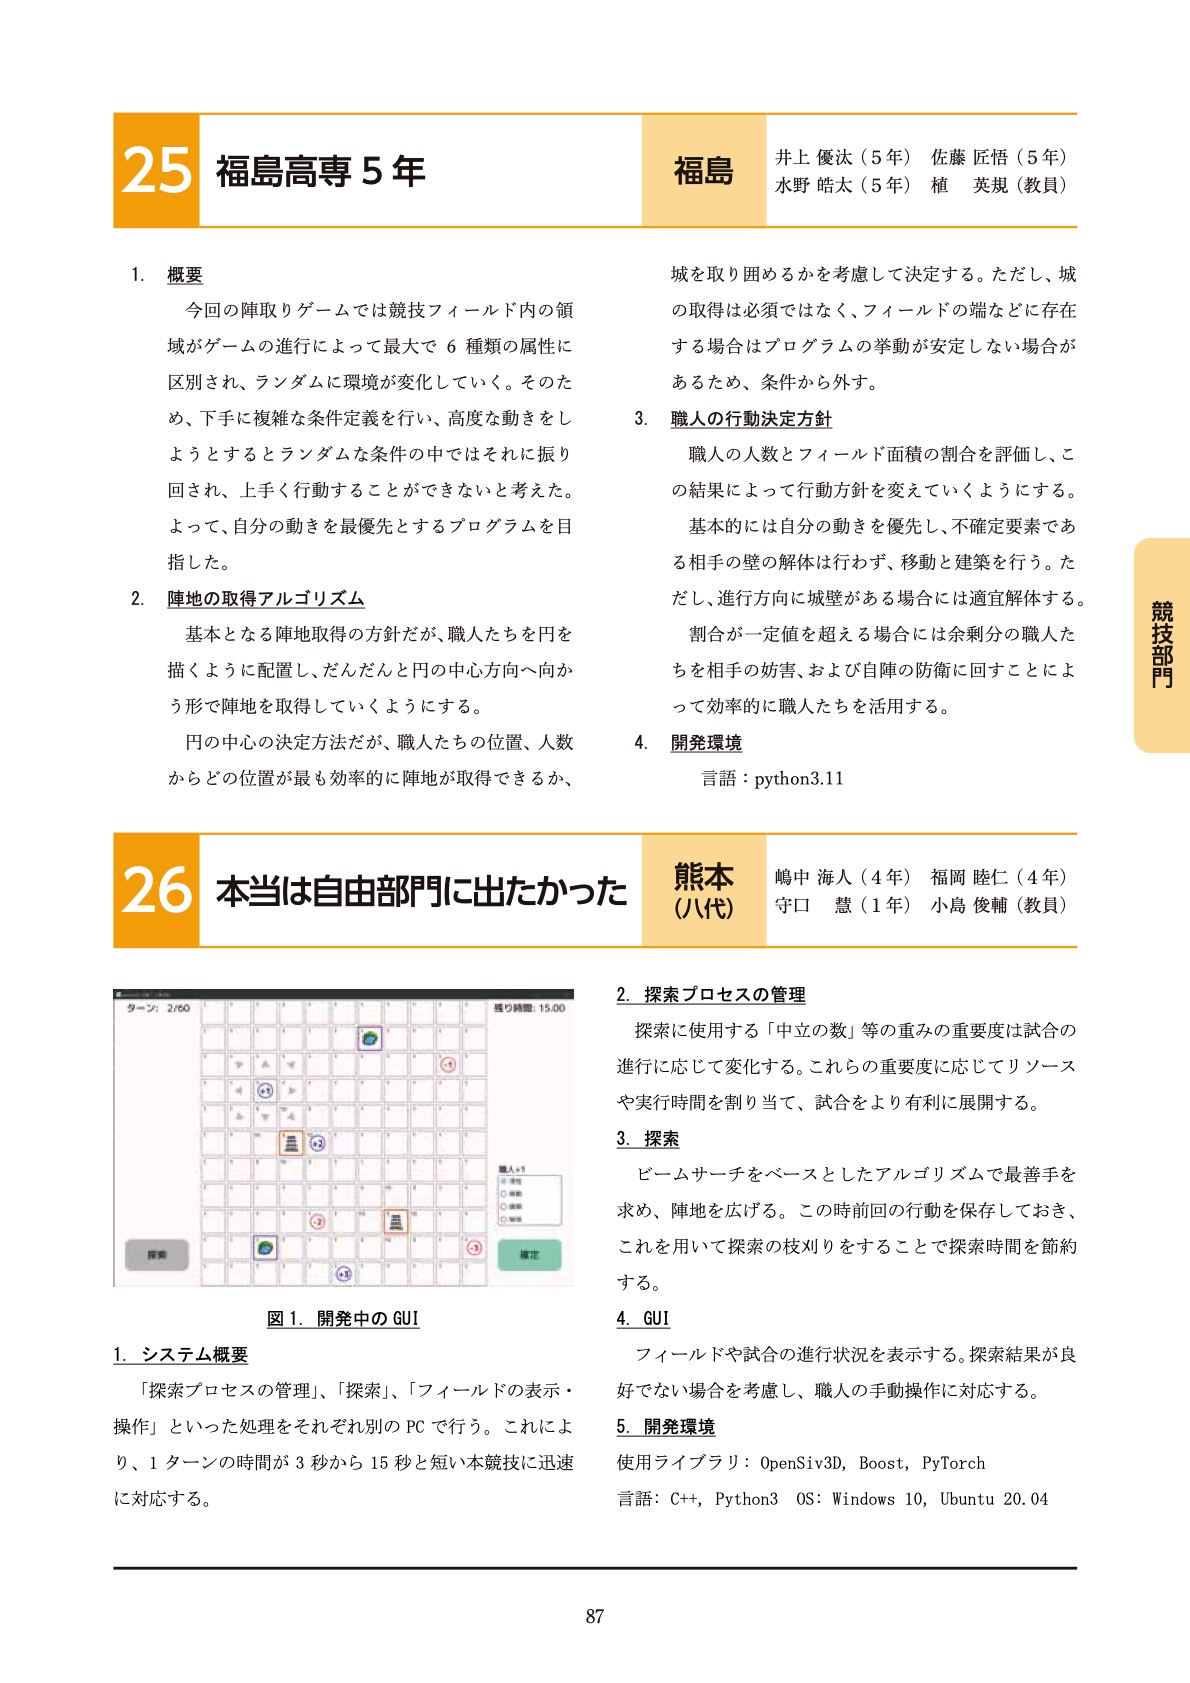 25 福島高専 5 年
福島
井上 優汰（5 年） 佐藤 匠悟（5 年）
水野 皓太（5 年） 植　英規（教員）
1. 概要
今回の陣取りゲームでは競技フィールド内の領
域がゲームの進行によって最大で 6 種類の属性に
区別され、ランダムに環境が変化していく。そのた
め、下手に複雑な条件定義を行い、高度な動きをし
ようとするとランダムな条件の中ではそれに振り
回され、上手く行動することができないと考えた。
よって、自分の動きを最優先とするプログラムを目
指した。
2. 陣地の取得アルゴリズム
基本となる陣地取得の方針だが、職人たちを円を
描くように配置し、だんだんと円の中心方向へ向か
う形で陣地を取得していくようにする。
円の中心の決定方法だが、職人たちの位置、人数
からどの位置が最も効率的に陣地が取得できるか、
城を取り囲めるかを考慮して決定する。ただし、城
の取得は必須ではなく、フィールドの端などに存在
する場合はプログラムの挙動が安定しない場合が
あるため、条件から外す。
3. 職人の行動決定方針
職人の人数とフィールド面積の割合を評価し、こ
の結果によって行動方針を変えていくようにする。
基本的には自分の動きを優先し、不確定要素であ
る相手の壁の解体は行わず、移動と建築を行う。た
だし、進行方向に城壁がある場合には適宜解体する。
割合が一定値を超える場合には余剰分の職人た
ちを相手の妨害、および自陣の防衛に回すことによ
って効率的に職人たちを活用する。
4. 開発環境
言語：python3.11
競技部門
26 本当は自由部門に出たかった
熊本
（八代）
嶋中 海人（4 年） 福岡 睦仁（4 年）
守口　慧（1 年） 小島 俊輔（教員）
ターン: 2/60
残り時間: 15.00
-1
+1
+2
職人+1
-2
-3
+3
探索
確定
図 1. 開発中の GUI
1. システム概要
「探索プロセスの管理」、「探索」、「フィールドの表示・
操作」といった処理をそれぞれ別の PC で行う。これによ
り、1 ターンの時間が 3 秒から 15 秒と短い本競技に迅速
に対応する。
2. 探索プロセスの管理
探索に使用する「中立の数」等の重みの重要度は試合の
進行に応じて変化する。これらの重要度に応じてリソース
や実行時間を割り当て、試合をより有利に展開する。
3. 探索
ビームサーチをベースとしたアルゴリズムで最善手を
求め、陣地を広げる。この時前回の行動を保存しておき、
これを用いて探索の枝刈りをすることで探索時間を節約
する。
4. GUI
フィールドや試合の進行状況を表示する。探索結果が良
好でない場合を考慮し、職人の手動操作に対応する。
5. 開発環境
使用ライブラリ: OpenSiv3D, Boost, PyTorch
言語: C++, Python3 OS: Windows 10, Ubuntu 20.04
87